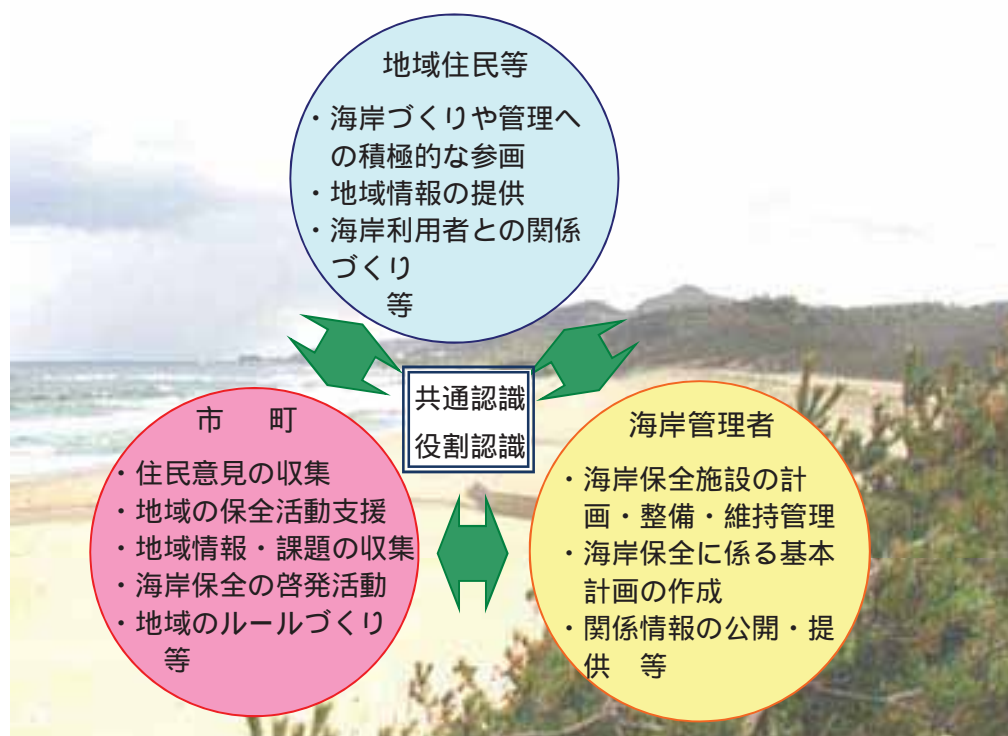 地域住民等
・海岸づくりや管理へ
の積極的な参画
・地域情報の提供
・海岸利用者との関係
づくり
等
共通認識
役割認識
市　町
・住民意見の収集
・地域の保全活動支援
・地域情報・課題の収集
・海岸保全の啓発活動
・地域のルールづくり
等
海岸管理者
・海岸保全施設の計
画・整備・維持管理
・海岸保全に係る基本
計画の作成
・関係情報の公開・提
供　等